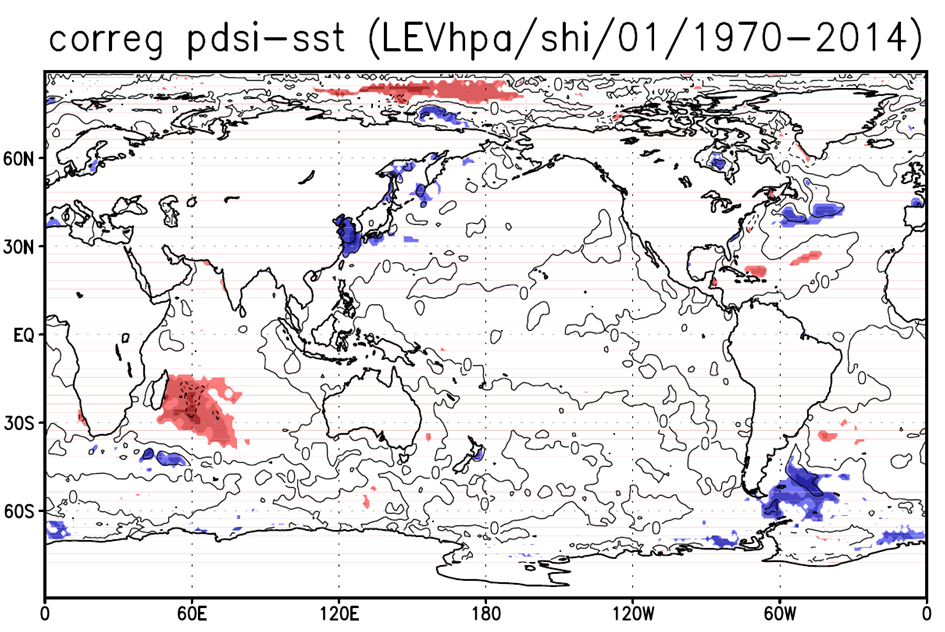 correg pdsi−sst (LEVhpa/shi/01/1970−2014)
60N
30N
EQ
30S
60S
0 60E 120E 180 120W 60W 0